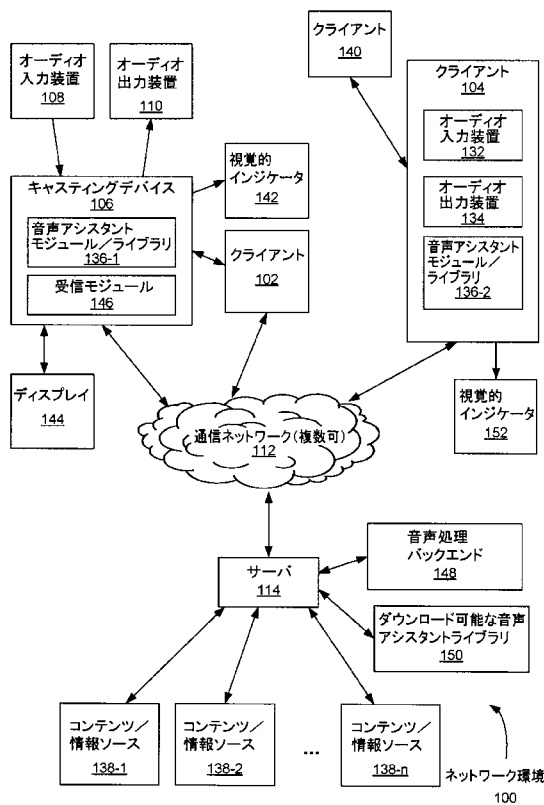 オーディオ
入力装置
108
オーディオ
出力装置
110
クライアント
140
クライアント
104
オーディオ
入力装置
132
オーディオ
出力装置
134
音声アシスタント
モジュール／
ライブラリ
136-2
視覚的
インジケータ
142
キャスティングデバイス
106
音声アシスタント
モジュール／ライブラリ
136-1
受信モジュール
146
クライアント
102
ディスプレイ
144
視覚的
インジケータ
152
通信ネットワーク(複数可)
112
サーバ
114
音声処理
バックエンド
148
ダウンロード可能な音声
アシスタントライブラリ
150
コンテンツ／
情報ソース
138-1
コンテンツ／
情報ソース
138-2
...
コンテンツ／
情報ソース
138-n
ネットワーク環境
100